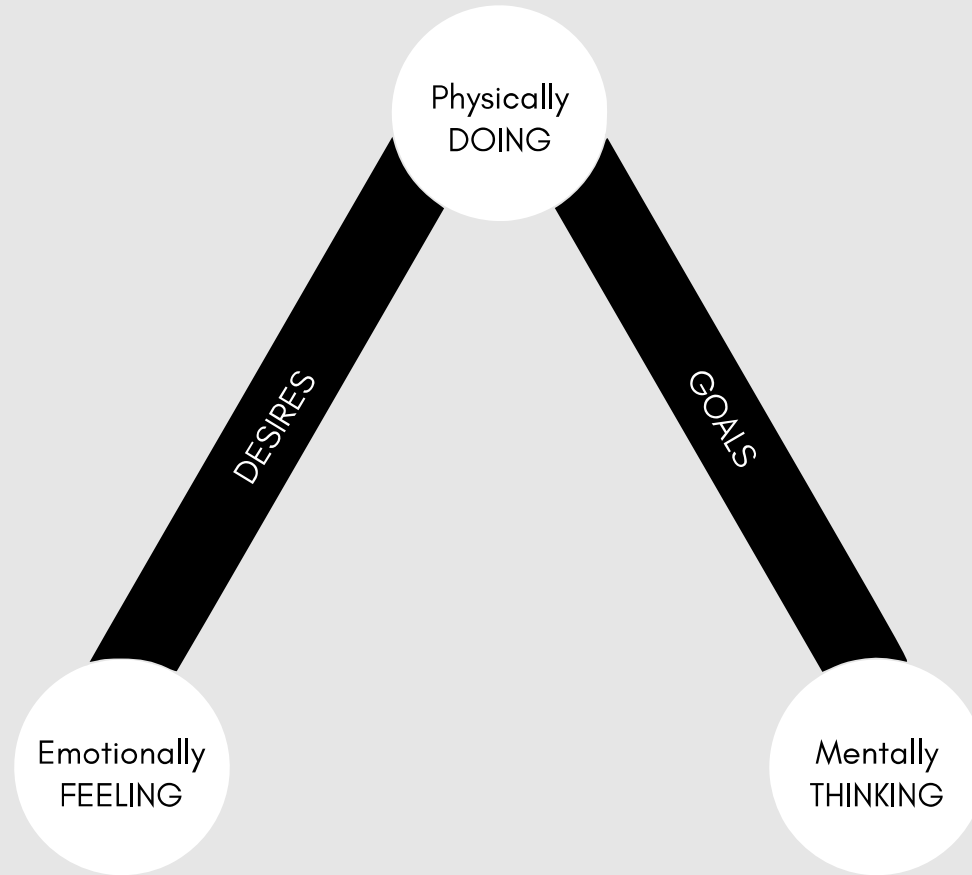 Physically
DOING
DESIRES
GOALS
Emotionally
FEELING
Mentally
THINKING